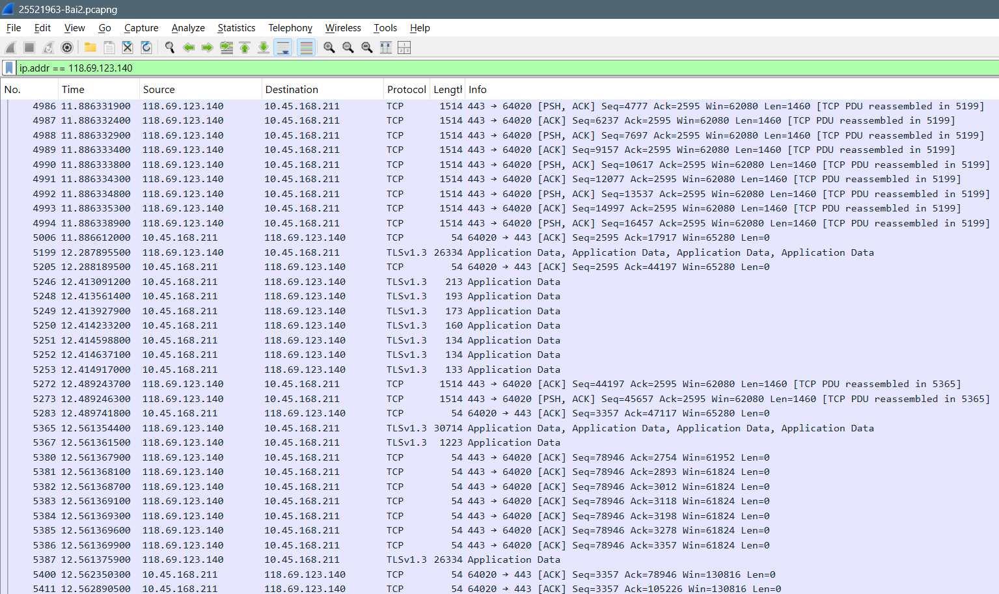 25521963-Bai2.pcapng
File Edit View Go Capture Analyze Statistics Telephony Wireless Tools Help
ip.addr == 118.69.123.140
No. Time Source Destination Protocol Length Info
4986 11.886331900 118.69.123.140 10.45.168.211 TCP 1514 443 → 64020 [PSH, ACK] Seq=4777 Ack=2595 Win=62080 Len=1460 [TCP PDU reassembled in 5199]
4987 11.886332400 118.69.123.140 10.45.168.211 TCP 1514 443 → 64020 [ACK] Seq=6237 Ack=2595 Win=62080 Len=1460 [TCP PDU reassembled in 5199]
4988 11.886332900 118.69.123.140 10.45.168.211 TCP 1514 443 → 64020 [PSH, ACK] Seq=7697 Ack=2595 Win=62080 Len=1460 [TCP PDU reassembled in 5199]
4989 11.886333400 118.69.123.140 10.45.168.211 TCP 1514 443 → 64020 [ACK] Seq=9157 Ack=2595 Win=62080 Len=1460 [TCP PDU reassembled in 5199]
4990 11.886333800 118.69.123.140 10.45.168.211 TCP 1514 443 → 64020 [PSH, ACK] Seq=10617 Ack=2595 Win=62080 Len=1460 [TCP PDU reassembled in 5199]
4991 11.886334300 118.69.123.140 10.45.168.211 TCP 1514 443 → 64020 [ACK] Seq=12077 Ack=2595 Win=62080 Len=1460 [TCP PDU reassembled in 5199]
4992 11.886334800 118.69.123.140 10.45.168.211 TCP 1514 443 → 64020 [PSH, ACK] Seq=13537 Ack=2595 Win=62080 Len=1460 [TCP PDU reassembled in 5199]
4993 11.886335300 118.69.123.140 10.45.168.211 TCP 1514 443 → 64020 [ACK] Seq=14997 Ack=2595 Win=62080 Len=1460 [TCP PDU reassembled in 5199]
4994 11.886338900 118.69.123.140 10.45.168.211 TCP 1514 443 → 64020 [PSH, ACK] Seq=16457 Ack=2595 Win=62080 Len=1460 [TCP PDU reassembled in 5199]
5006 11.886612000 10.45.168.211 118.69.123.140 TCP 54 64020 → 443 [ACK] Seq=2595 Ack=17917 Win=65280 Len=0
5199 12.287895500 118.69.123.140 10.45.168.211 TLSv1.3 26334 Application Data, Application Data, Application Data, Application Data
5205 12.288189500 10.45.168.211 118.69.123.140 TCP 54 64020 → 443 [ACK] Seq=2595 Ack=44197 Win=65280 Len=0
5246 12.413091200 10.45.168.211 118.69.123.140 TLSv1.3 213 Application Data
5248 12.413561400 10.45.168.211 118.69.123.140 TLSv1.3 193 Application Data
5249 12.413927900 10.45.168.211 118.69.123.140 TLSv1.3 173 Application Data
5250 12.414233200 10.45.168.211 118.69.123.140 TLSv1.3 160 Application Data
5251 12.414598800 10.45.168.211 118.69.123.140 TLSv1.3 134 Application Data
5252 12.414637100 10.45.168.211 118.69.123.140 TLSv1.3 134 Application Data
5253 12.414917000 10.45.168.211 118.69.123.140 TLSv1.3 133 Application Data
5272 12.489243700 118.69.123.140 10.45.168.211 TCP 1514 443 → 64020 [ACK] Seq=44197 Ack=2595 Win=62080 Len=1460 [TCP PDU reassembled in 5365]
5273 12.489246300 118.69.123.140 10.45.168.211 TCP 1514 443 → 64020 [PSH, ACK] Seq=45657 Ack=2595 Win=62080 Len=1460 [TCP PDU reassembled in 5365]
5283 12.489741800 10.45.168.211 118.69.123.140 TCP 54 64020 → 443 [ACK] Seq=3357 Ack=47117 Win=65280 Len=0
5365 12.561354400 118.69.123.140 10.45.168.211 TLSv1.3 30714 Application Data, Application Data, Application Data, Application Data
5367 12.561361500 118.69.123.140 10.45.168.211 TLSv1.3 1223 Application Data
5380 12.561367900 118.69.123.140 10.45.168.211 TCP 54 443 → 64020 [ACK] Seq=78946 Ack=2754 Win=61952 Len=0
5381 12.561368100 118.69.123.140 10.45.168.211 TCP 54 443 → 64020 [ACK] Seq=78946 Ack=2893 Win=61824 Len=0
5382 12.561368700 118.69.123.140 10.45.168.211 TCP 54 443 → 64020 [ACK] Seq=78946 Ack=3012 Win=61824 Len=0
5383 12.561369100 118.69.123.140 10.45.168.211 TCP 54 443 → 64020 [ACK] Seq=78946 Ack=3118 Win=61824 Len=0
5384 12.561369300 118.69.123.140 10.45.168.211 TCP 54 443 → 64020 [ACK] Seq=78946 Ack=3198 Win=61824 Len=0
5385 12.561369600 118.69.123.140 10.45.168.211 TCP 54 443 → 64020 [ACK] Seq=78946 Ack=3278 Win=61824 Len=0
5386 12.561369900 118.69.123.140 10.45.168.211 TCP 54 443 → 64020 [ACK] Seq=78946 Ack=3357 Win=61824 Len=0
5387 12.561375900 118.69.123.140 10.45.168.211 TLSv1.3 26334 Application Data
5400 12.562350300 10.45.168.211 118.69.123.140 TCP 54 64020 → 443 [ACK] Seq=3357 Ack=78946 Win=130816 Len=0
5411 12.562890500 10.45.168.211 118.69.123.140 TCP 54 64020 → 443 [ACK] Seq=3357 Ack=105226 Win=130816 Len=0